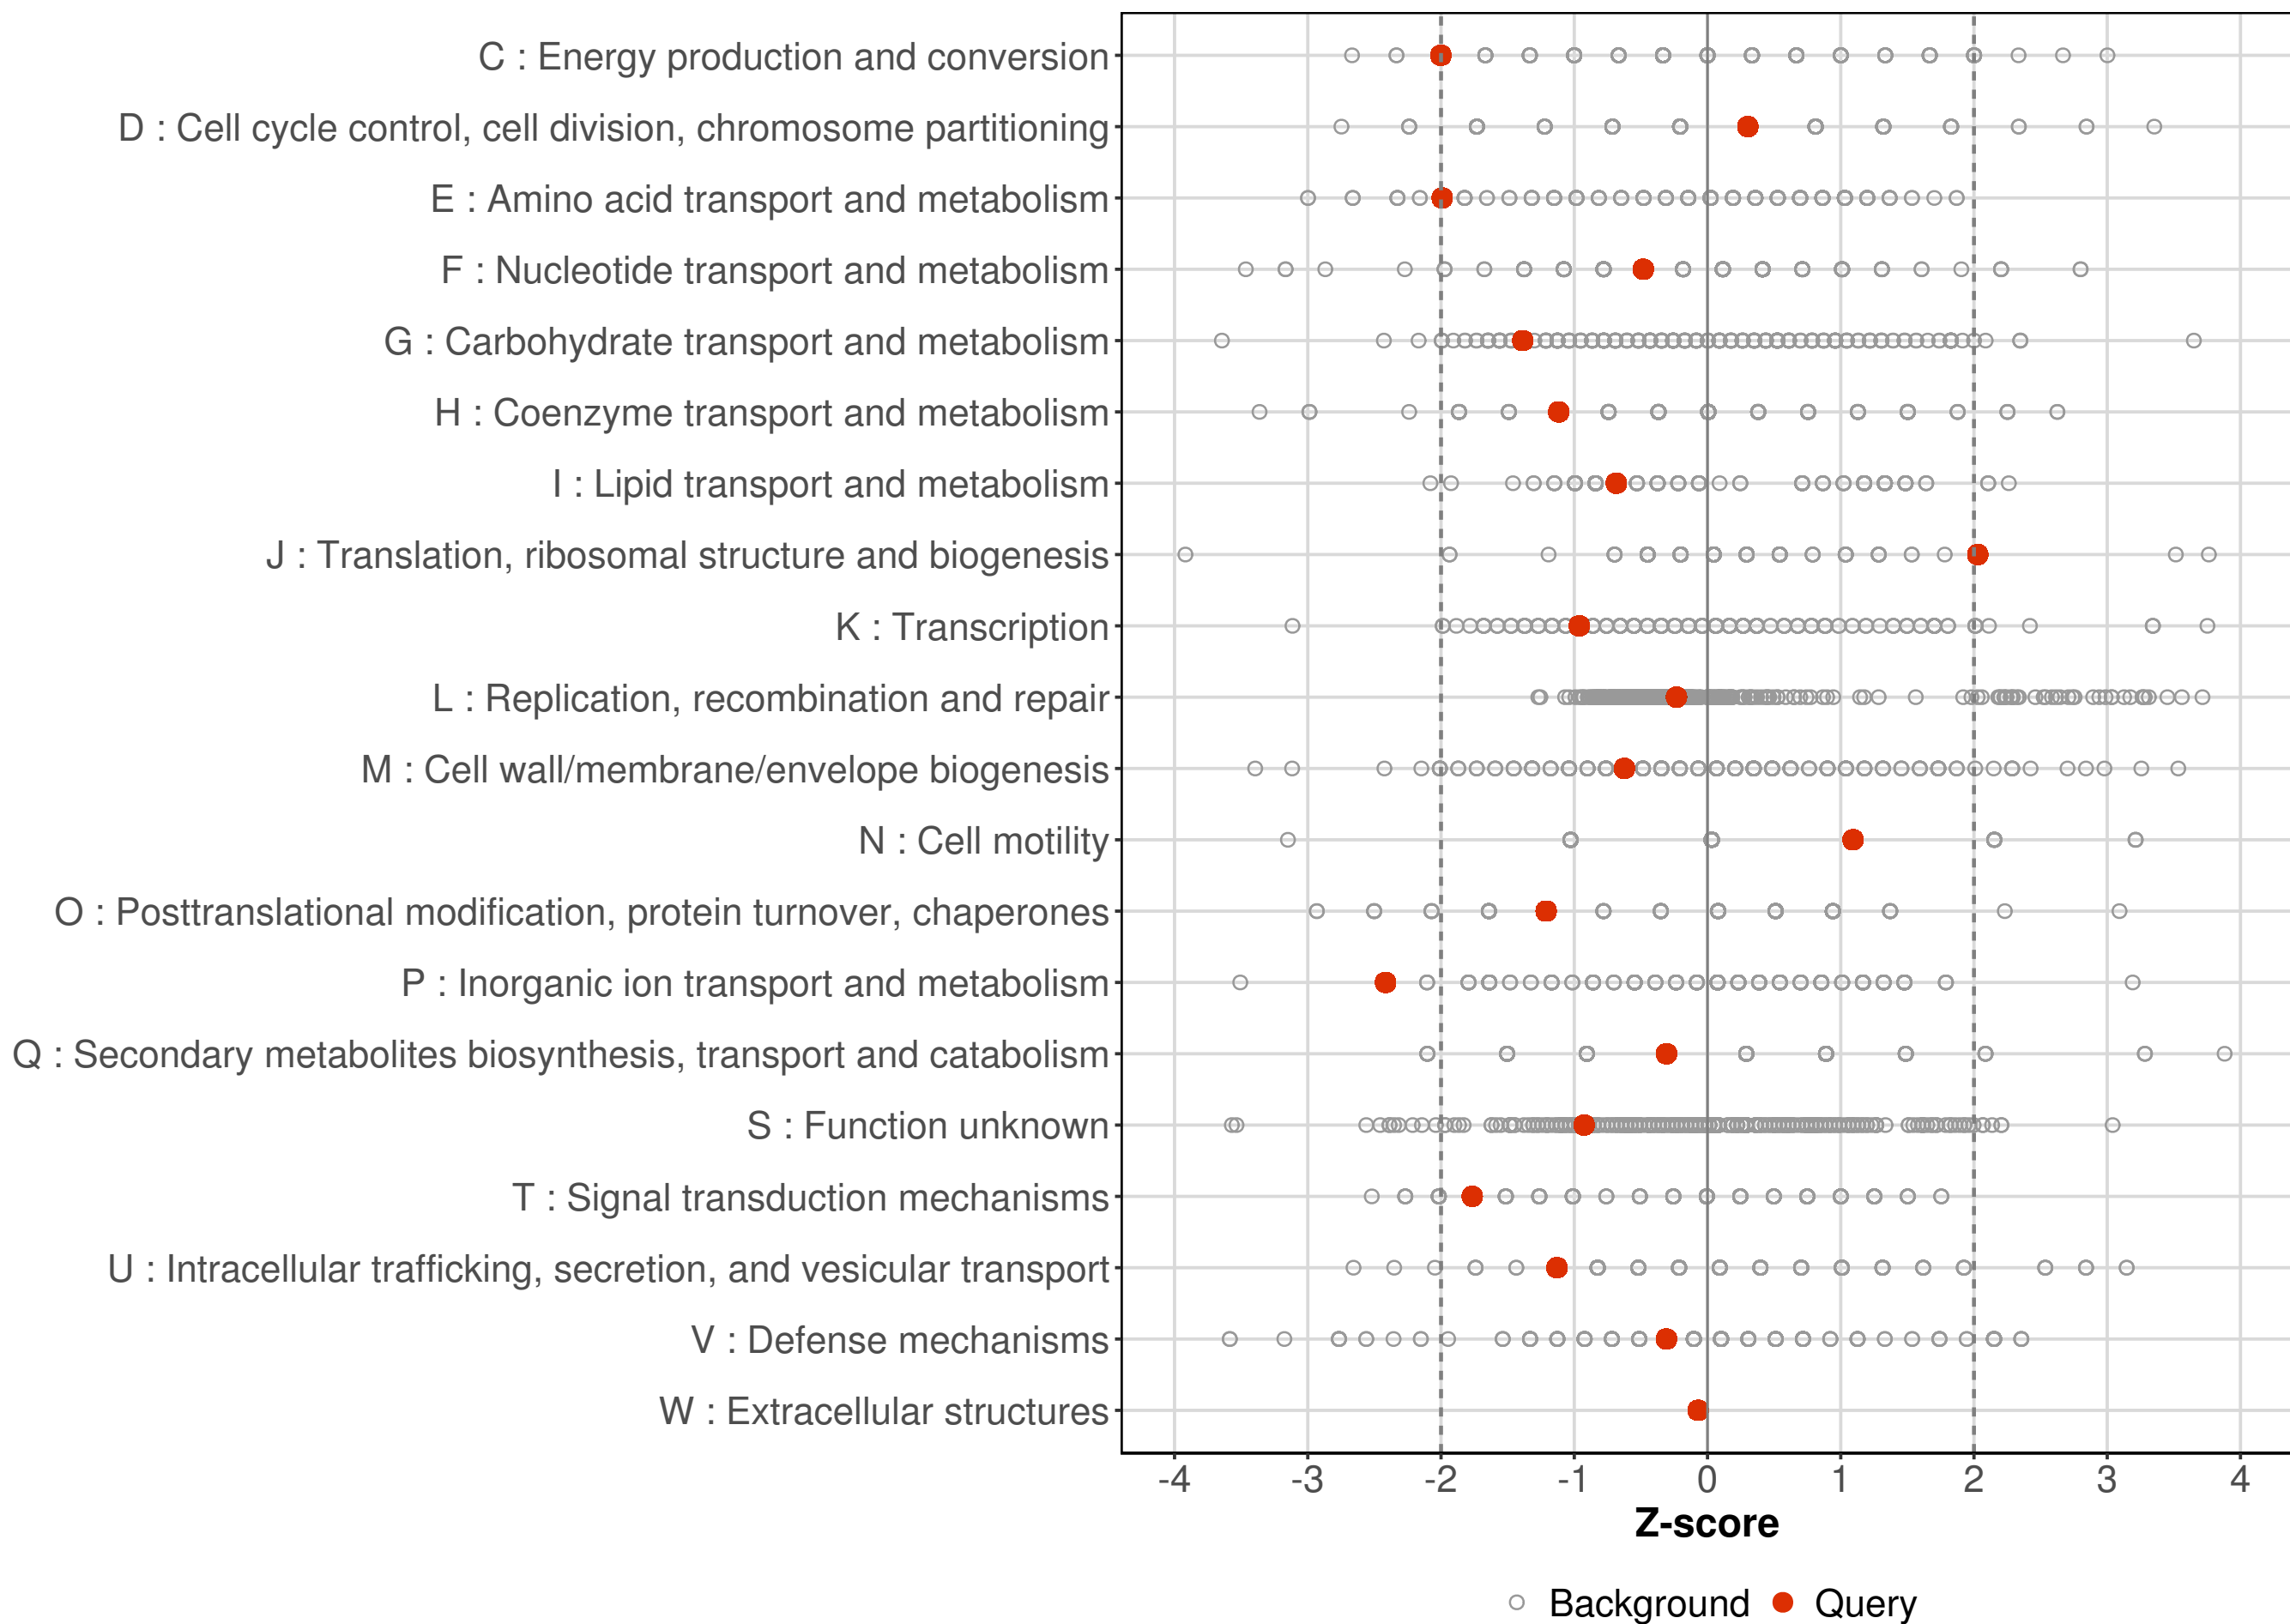 C : Energy production and conversion
D : Cell cycle control, cell division, chromosome partitioning
E : Amino acid transport and metabolism
F : Nucleotide transport and metabolism
G : Carbohydrate transport and metabolism
H : Coenzyme transport and metabolism
I : Lipid transport and metabolism
J : Translation, ribosomal structure and biogenesis
K : Transcription
L : Replication, recombination and repair
M : Cell wall/membrane/envelope biogenesis
N : Cell motility
O : Posttranslational modification, protein turnover, chaperones
P : Inorganic ion transport and metabolism
Q : Secondary metabolites biosynthesis, transport and catabolism
S : Function unknown
T : Signal transduction mechanisms
U : Intracellular trafficking, secretion, and vesicular transport
V : Defense mechanisms
W : Extracellular structures
-4 -3 -2 -1 0 1 2 3 4
Z-score
Background Query